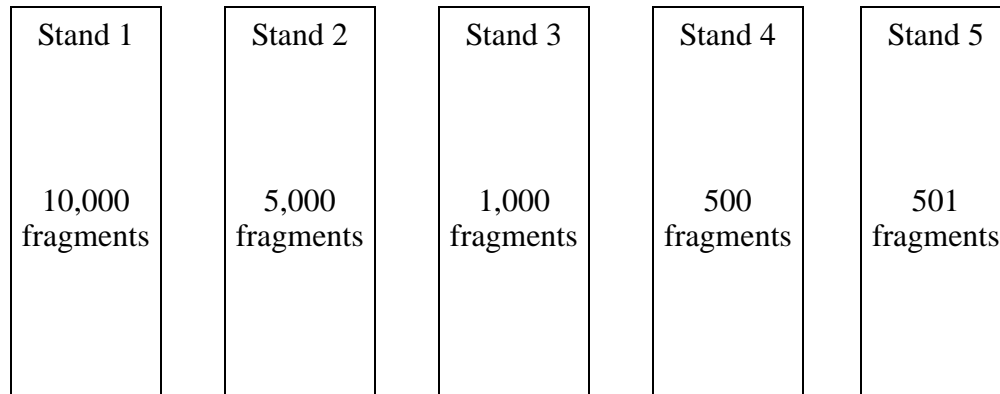 Stand 1
10,000
fragments
Stand 2
5,000
fragments
Stand 3
1,000
fragments
Stand 4
500
fragments
Stand 5
501
fragments